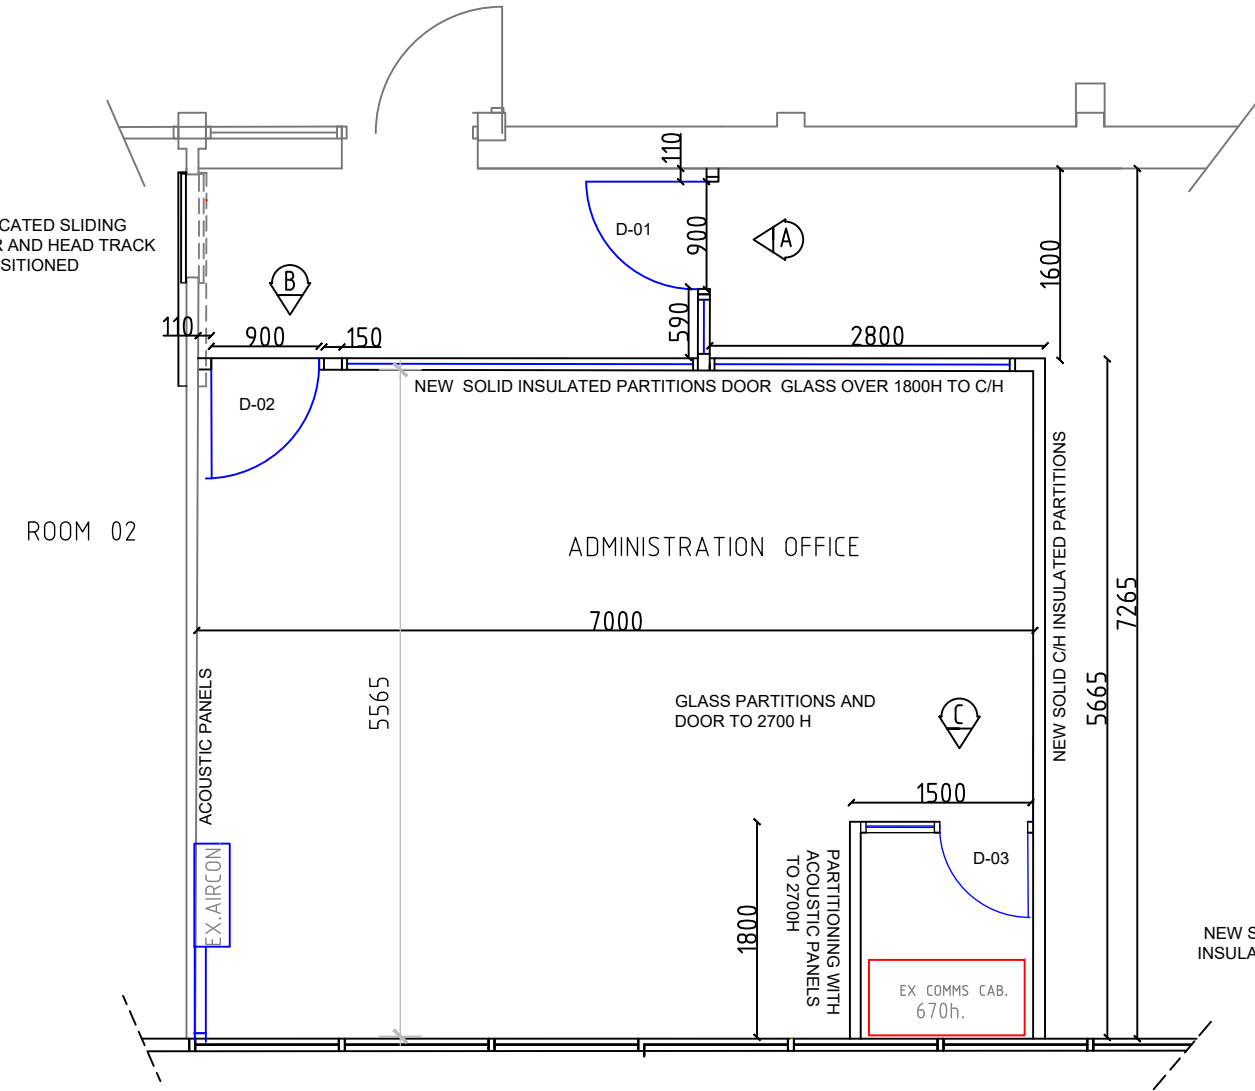 110
D-01
900
A
CATED SLIDING
R AND HEAD TRACK
SITIONED
B
1600
110
900
150
590
2800
NEW SOLID INSULATED PARTITIONS DOOR GLASS OVER 1800H TO C/H
D-02
NEW SOLID C/H INSULATED PARTITIONS
ROOM 02
ADMINISTRATION OFFICE
7000
7265
5565
5665
ACOUSTIC PANELS
GLASS PARTITIONS AND
DOOR TO 2700 H
C
1500
EX.AIRCON
PARTITIONING WITH
ACOUSTIC PANELS
TO 2700H
D-03
1800
NEW S
INSULA
EX COMMS CAB.
670h.